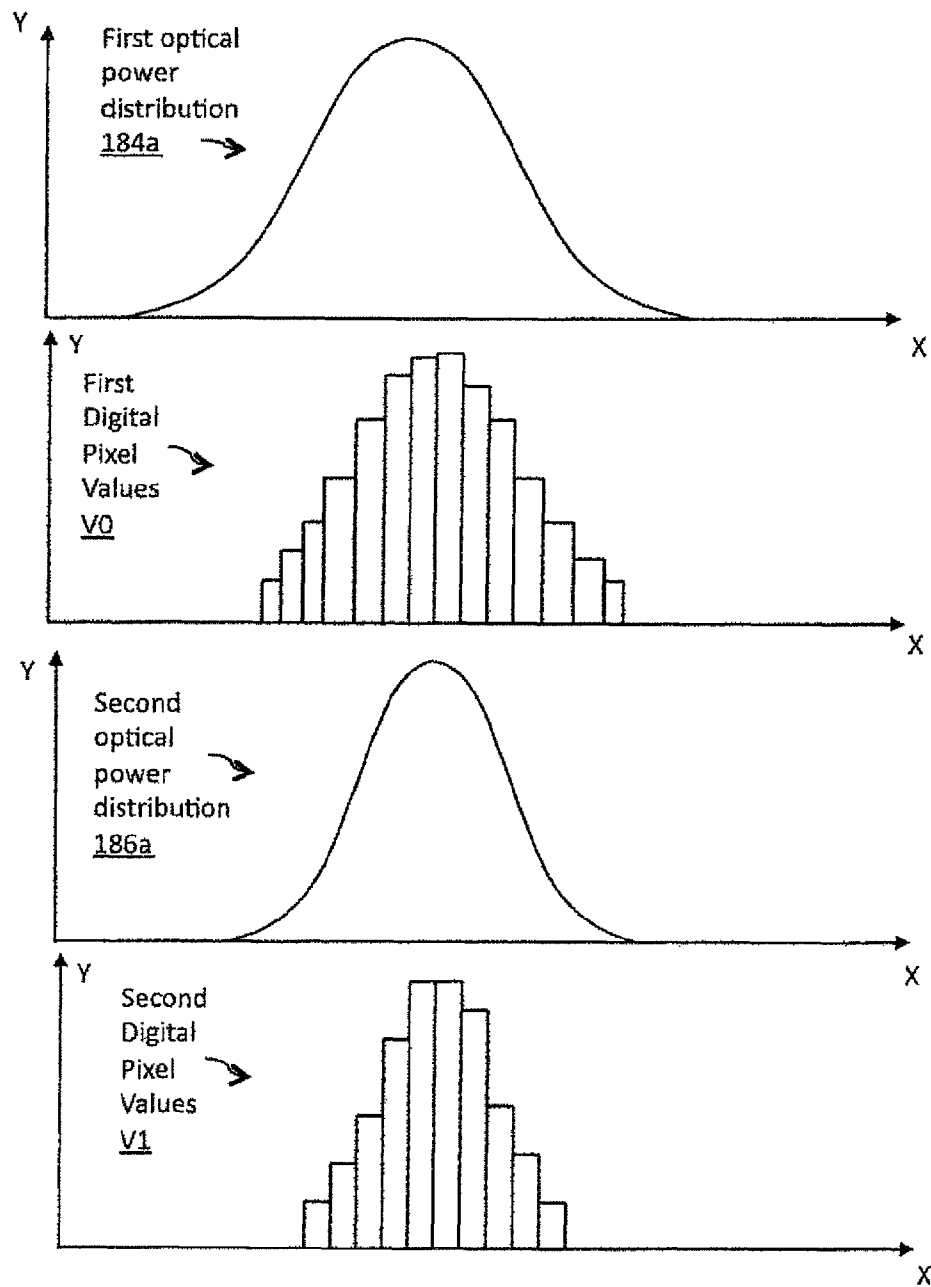 Y
First optical
power
distribution
184a
X
Y
First
Digital
Pixel
Values
V0
X
Y
Second
optical
power
distribution
186a
X
Y
Second
Digital
Pixel
Values
V1
X